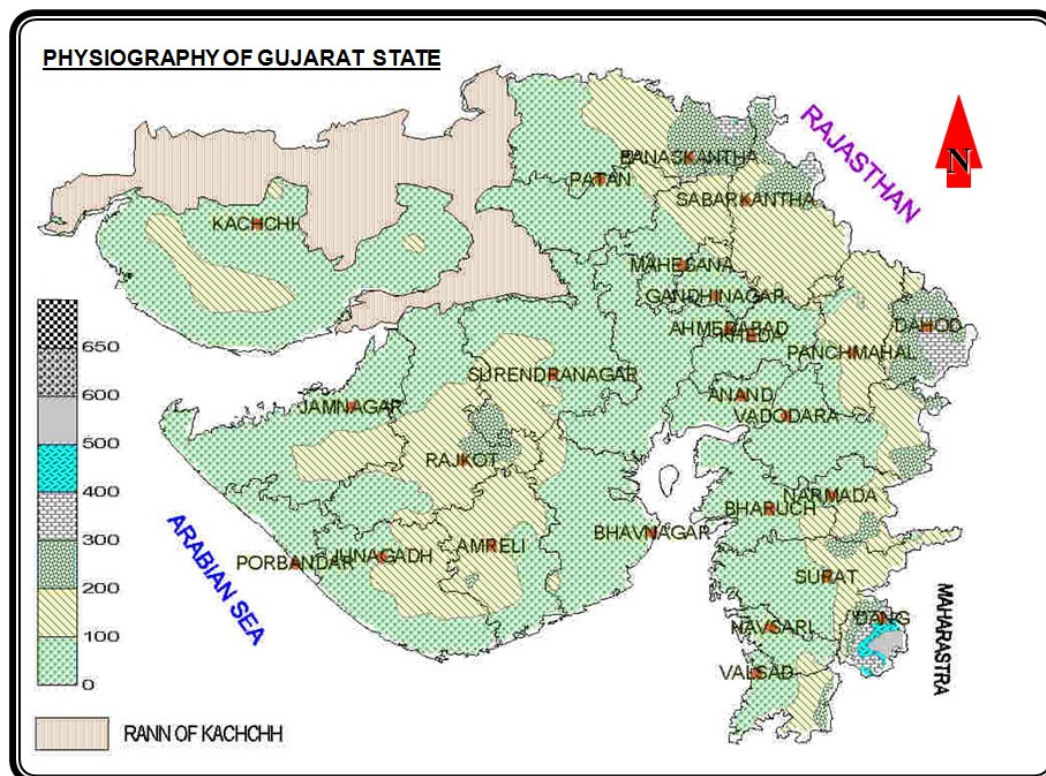 PHYSIOGRAPHY OF GUJARAT STATE
RAJASTHAN
N
BANASKANTHA
PATAN
SABARKANTHA
KACHCHH
MAHESANA
GANDHINAGAR
AHMEDABAD
KHEDA
DAHOD
PANCHMAHAL
SURENDRANAGAR
ANAND
VADODARA
JAMNAGAR
RAJKOT
NARMADA
BHARUCH
BHAVNAGAR
AMRELI
JUNAGADH
PORBANDAR
ARABIAN SEA
SURAT
DANG
MAHARASTRA
NAVSARI
VALSAD
650
600
500
400
300
200
100
0
RANN OF KACHCHH